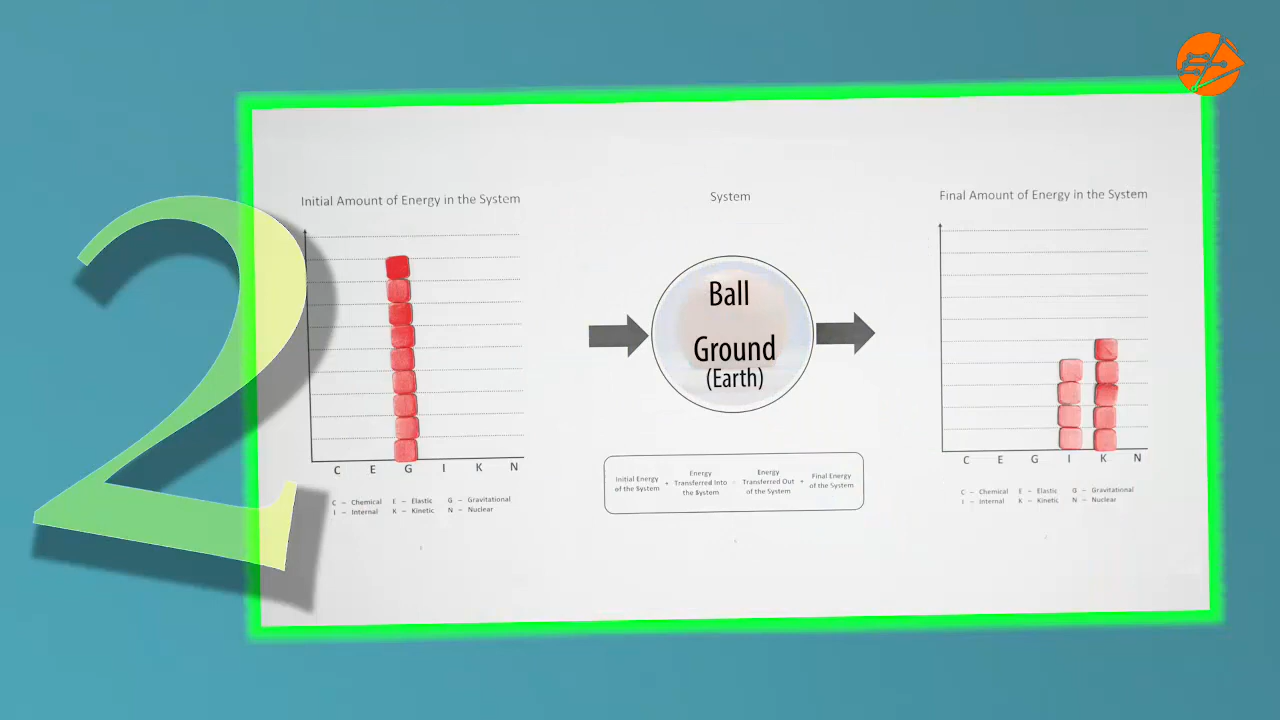 2
Initial Amount of Energy in the System
C E G I K N
C – Chemical E – Elastic G – Gravitational
I – Internal K – Kinetic N – Nuclear
System
Ball
Ground
(Earth)
Initial Energy of the System + Energy Transferred Into the System - Energy Transferred Out of the System + Final Energy of the System
Final Amount of Energy in the System
C E G I K N
C – Chemical E – Elastic G – Gravitational
I – Internal K – Kinetic N – Nuclear